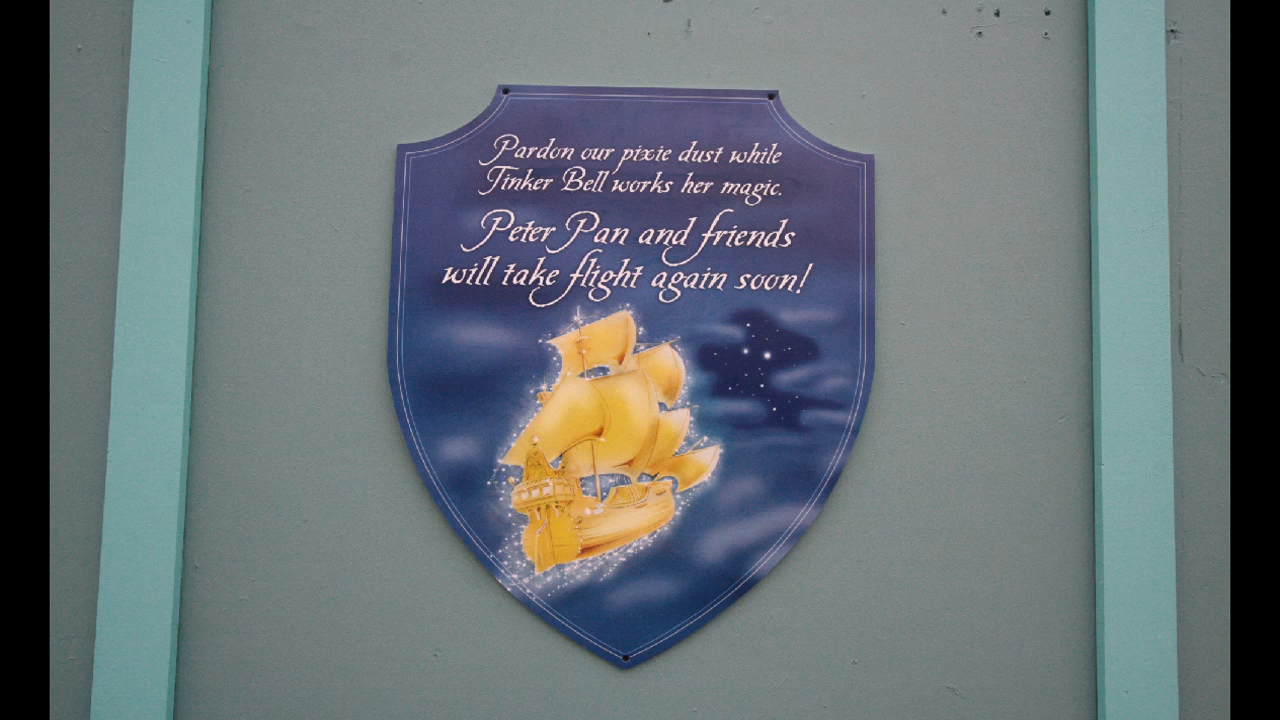 Pardon our pixie dust while
Tinker Bell works her magic.
Peter Pan and friends
will take flight again soon!